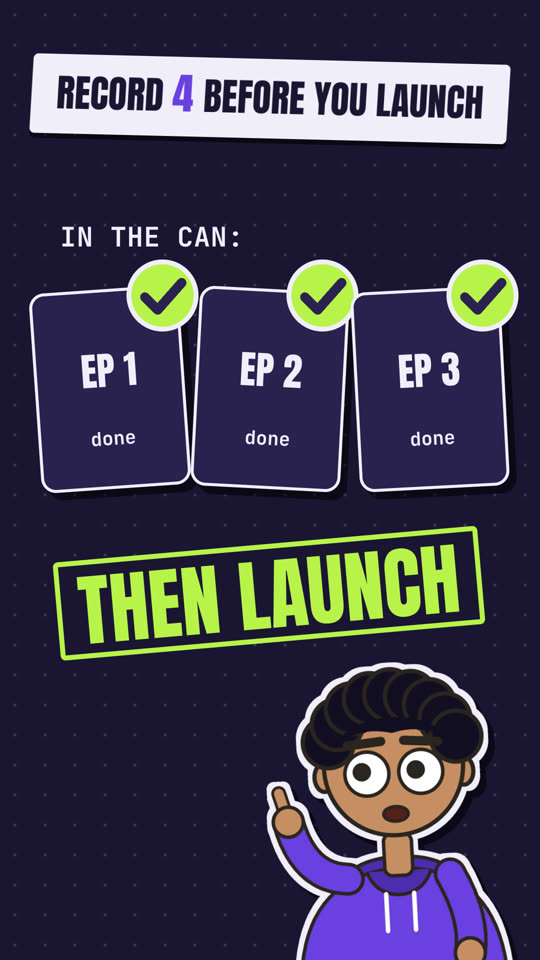 RECORD 4 BEFORE YOU LAUNCH
IN THE CAN:
EP 1
EP 2
EP 3
done
done
done
THEN LAUNCH